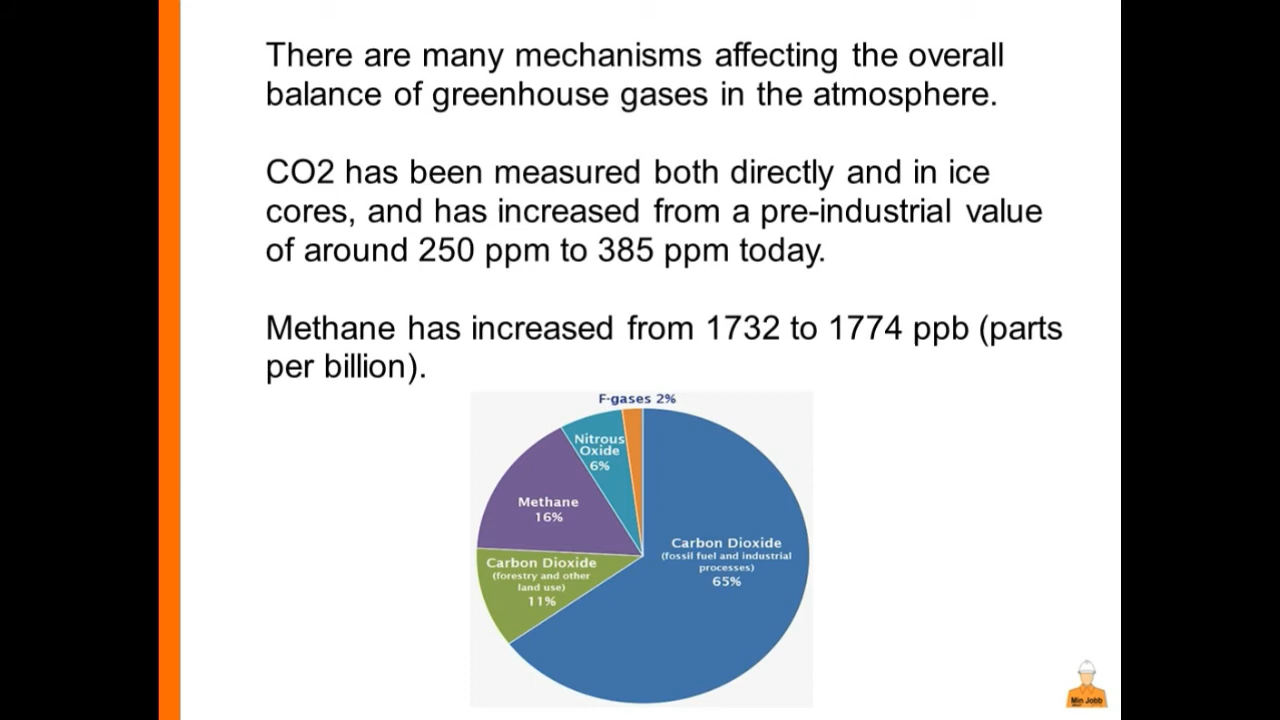 There are many mechanisms affecting the overall
balance of greenhouse gases in the atmosphere.
CO2 has been measured both directly and in ice
cores, and has increased from a pre-industrial value
of around 250 ppm to 385 ppm today.
Methane has increased from 1732 to 1774 ppb (parts
per billion).
F-gases 2%
Nitrous
Oxide
6%
Methane
16%
Carbon Dioxide
(forestry and other
land use)
11%
Carbon Dioxide
(fossil fuel and industrial
processes)
65%
Min Jobb